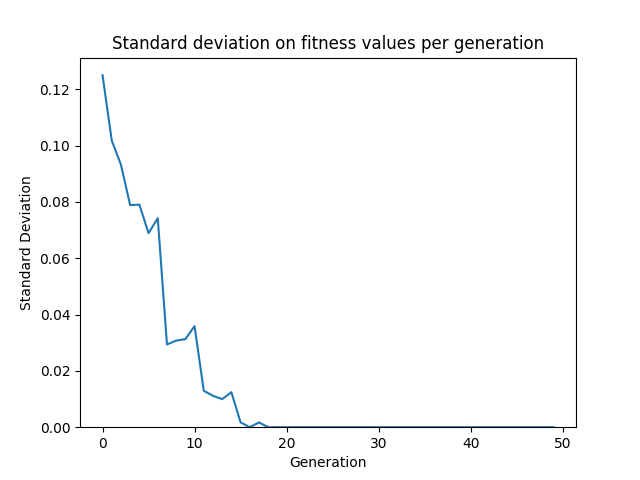 Standard deviation on fitness values per generation
0.12
0.10
0.08
0.06
0.04
0.02
0.00
Standard Deviation
0 10 20 30 40 50
Generation